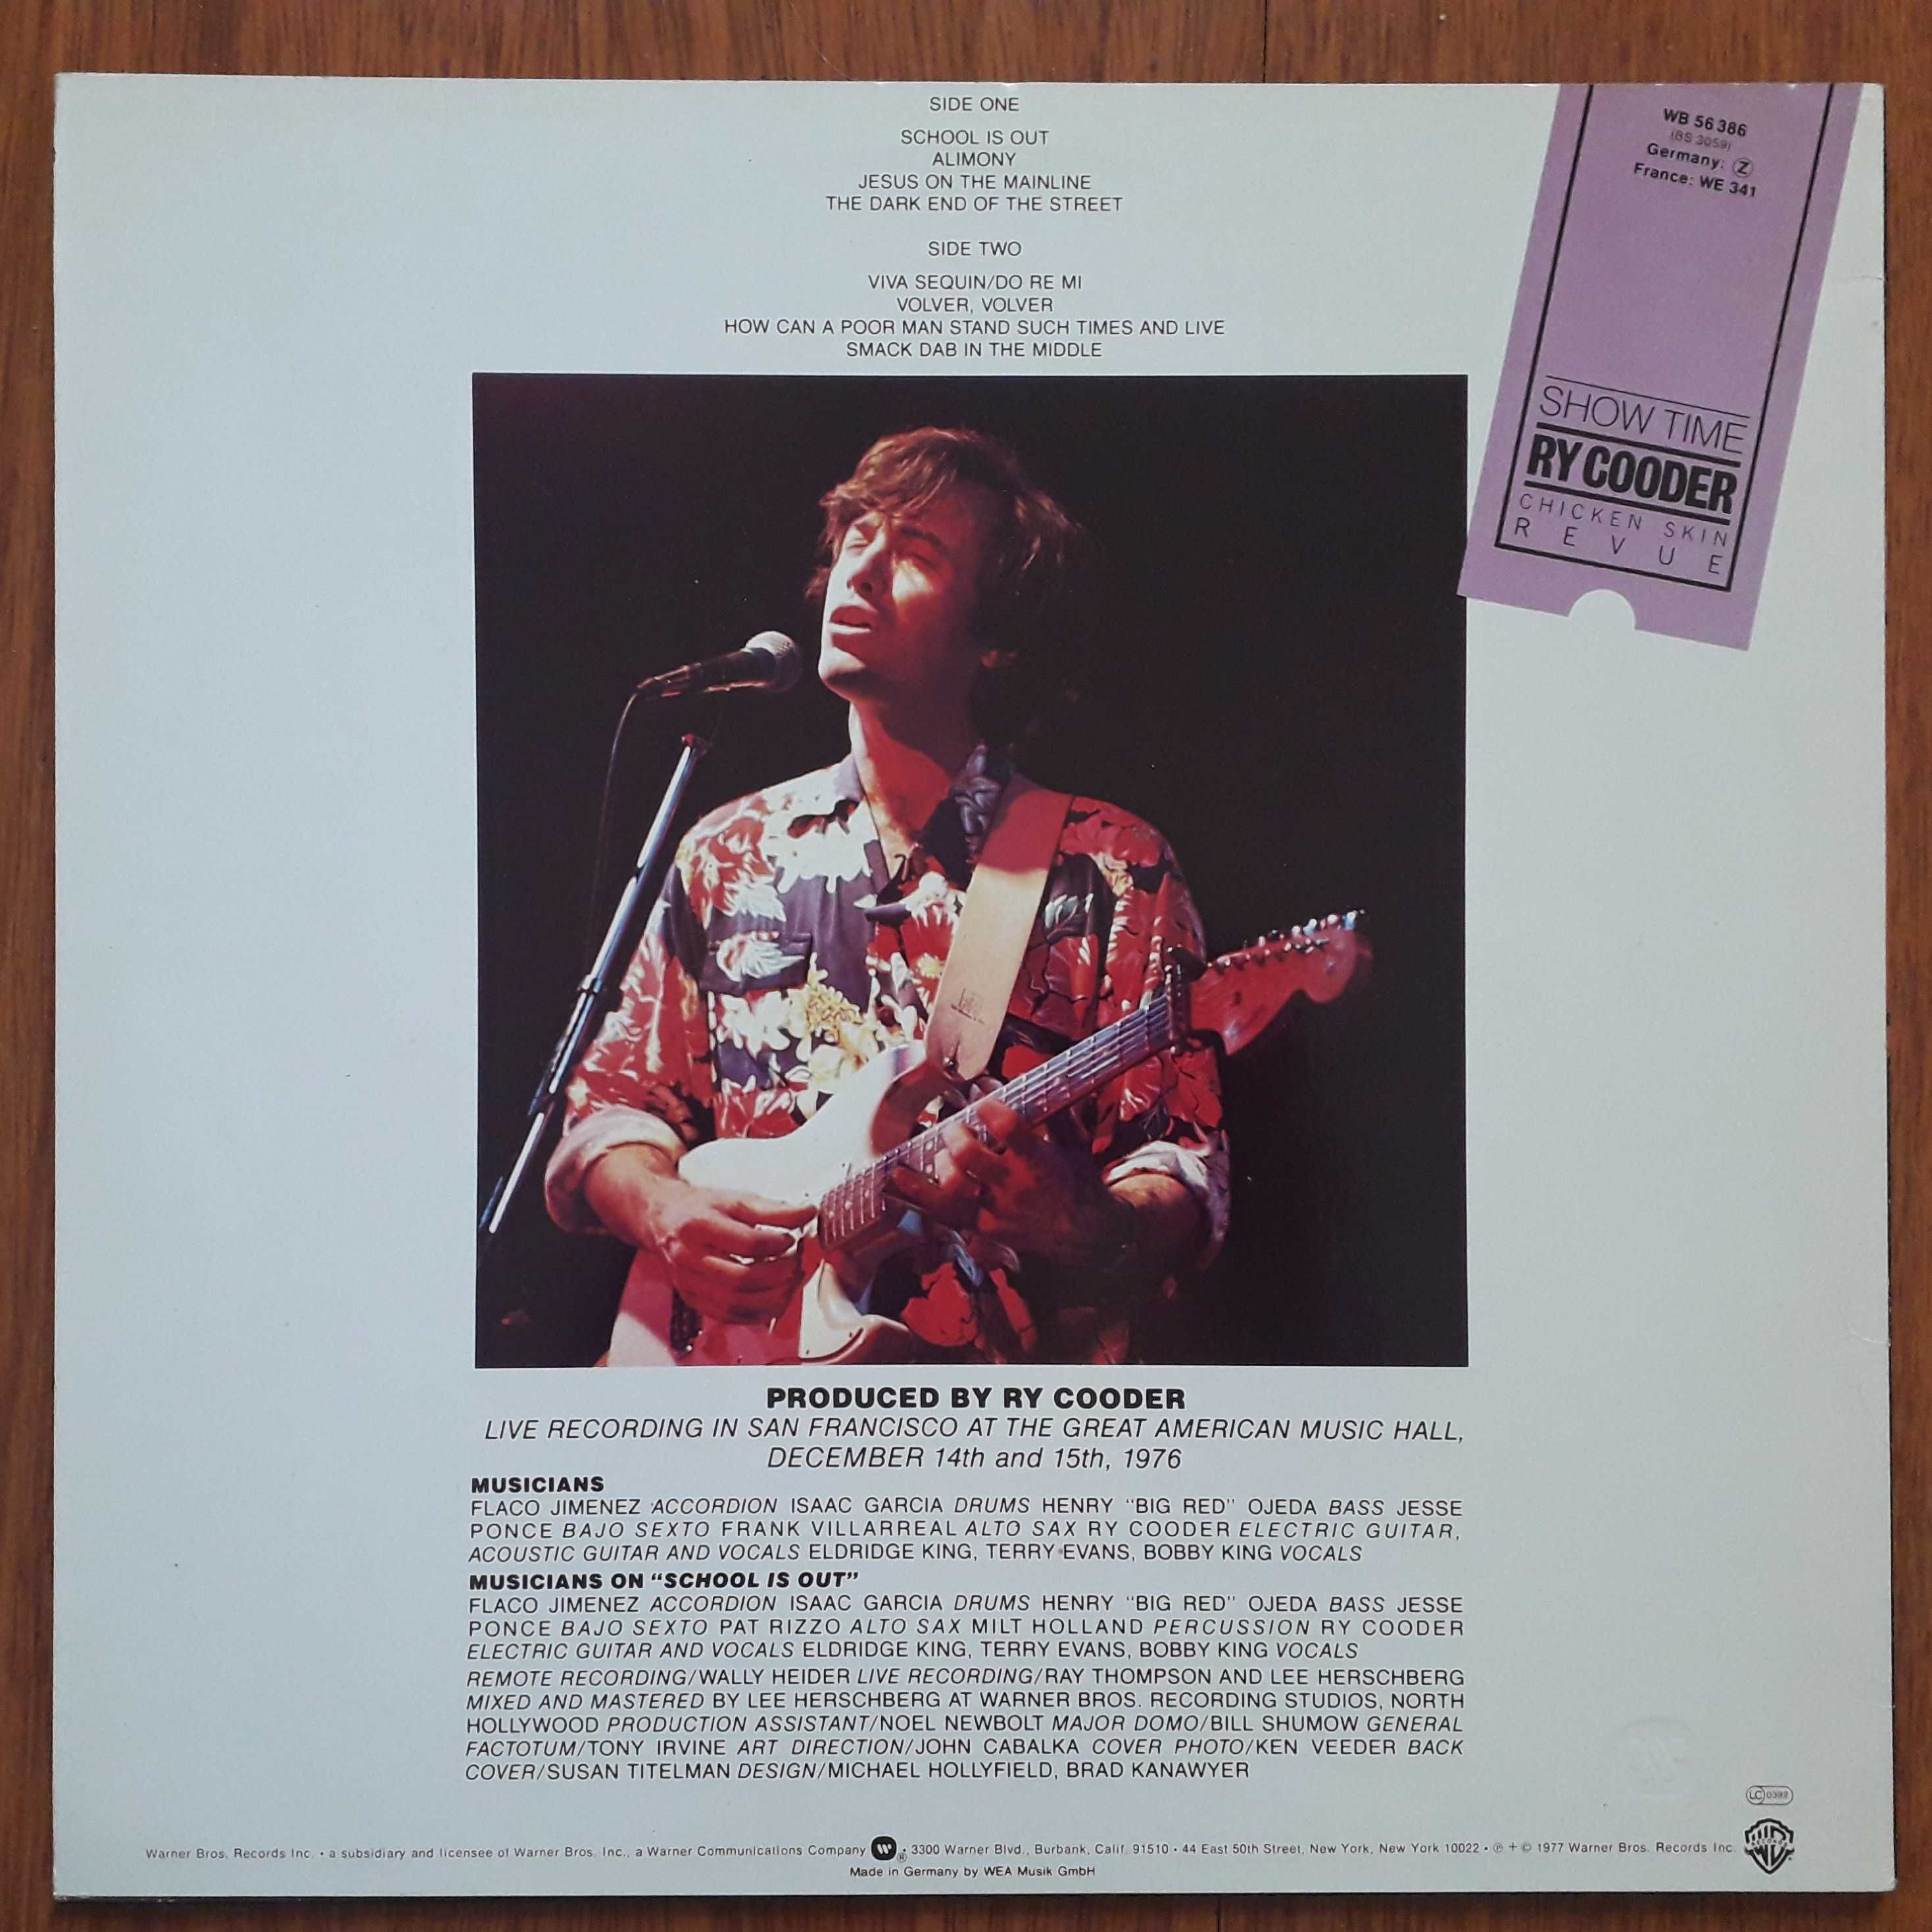 SIDE ONE
SCHOOL IS OUT
ALIMONY
JESUS ON THE MAINLINE
THE DARK END OF THE STREET
SIDE TWO
VIVA SEQUIN/DO RE MI
VOLVER, VOLVER
HOW CAN A POOR MAN STAND SUCH TIMES AND LIVE
SMACK DAB IN THE MIDDLE
WB 56 386
(BS 3059)
Germany: Z
France: WE 341
SHOW TIME
RY COODER
CHICKEN SKIN
REVUE
PRODUCED BY RY COODER
LIVE RECORDING IN SAN FRANCISCO AT THE GREAT AMERICAN MUSIC HALL,
DECEMBER 14th and 15th, 1976
MUSICIANS
FLACO JIMENEZ ACCORDION ISAAC GARCIA DRUMS HENRY "BIG RED" OJEDA BASS JESSE
PONCE BAJO SEXTO FRANK VILLARREAL ALTO SAX RY COODER ELECTRIC GUITAR,
ACOUSTIC GUITAR AND VOCALS ELDRIDGE KING, TERRY EVANS, BOBBY KING VOCALS
MUSICIANS ON "SCHOOL IS OUT"
FLACO JIMENEZ ACCORDION ISAAC GARCIA DRUMS HENRY "BIG RED" OJEDA BASS JESSE
PONCE BAJO SEXTO PAT RIZZO ALTO SAX MILT HOLLAND PERCUSSION RY COODER
ELECTRIC GUITAR AND VOCALS ELDRIDGE KING, TERRY EVANS, BOBBY KING VOCALS
REMOTE RECORDING/WALLY HEIDER LIVE RECORDING/RAY THOMPSON AND LEE HERSCHBERG
MIXED AND MASTERED BY LEE HERSCHBERG AT WARNER BROS. RECORDING STUDIOS, NORTH
HOLLYWOOD PRODUCTION ASSISTANT/NOEL NEWBOLT MAJOR DOMO/BILL SHUMOW GENERAL
FACTOTUM/TONY IRVINE ART DIRECTION/JOHN CABALKA COVER PHOTO/KEN VEEDER BACK
COVER/SUSAN TITELMAN DESIGN/MICHAEL HOLLYFIELD, BRAD KANAWYER
LC 0392
Warner Bros. Records Inc. • a subsidiary and licensee of Warner Bros. Inc., a Warner Communications Company W ® • 3300 Warner Blvd., Burbank, Calif. 91510 • 44 East 50th Street, New York, New York 10022 • ℗ + © 1977 Warner Bros. Records Inc.
Made in Germany by WEA Musik GmbH